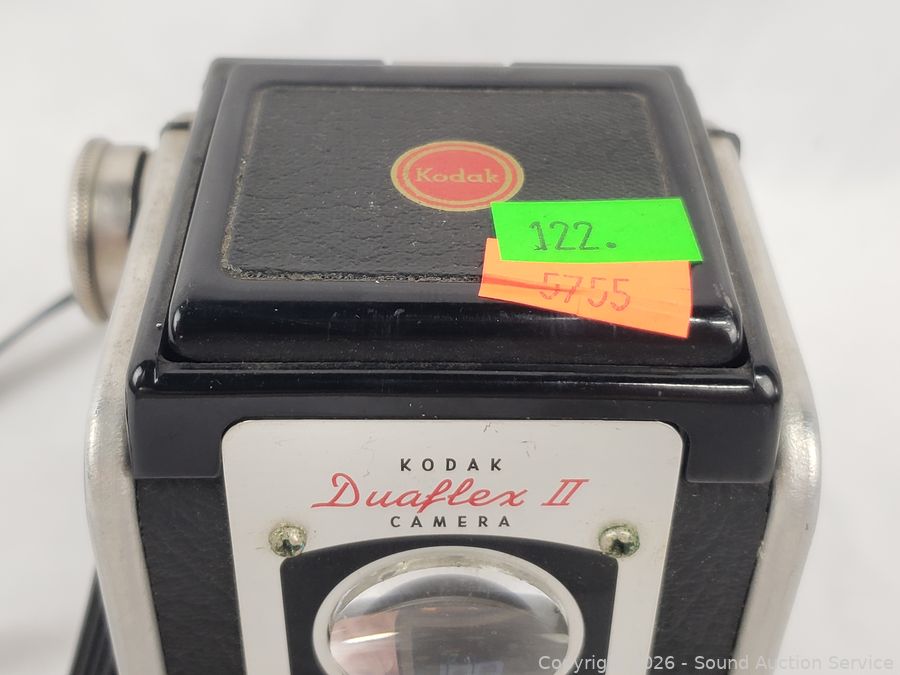 Kodak
122.
5755
KODAK
Duaflex II
CAMERA
Copyright 2026 - Sound Auction Service